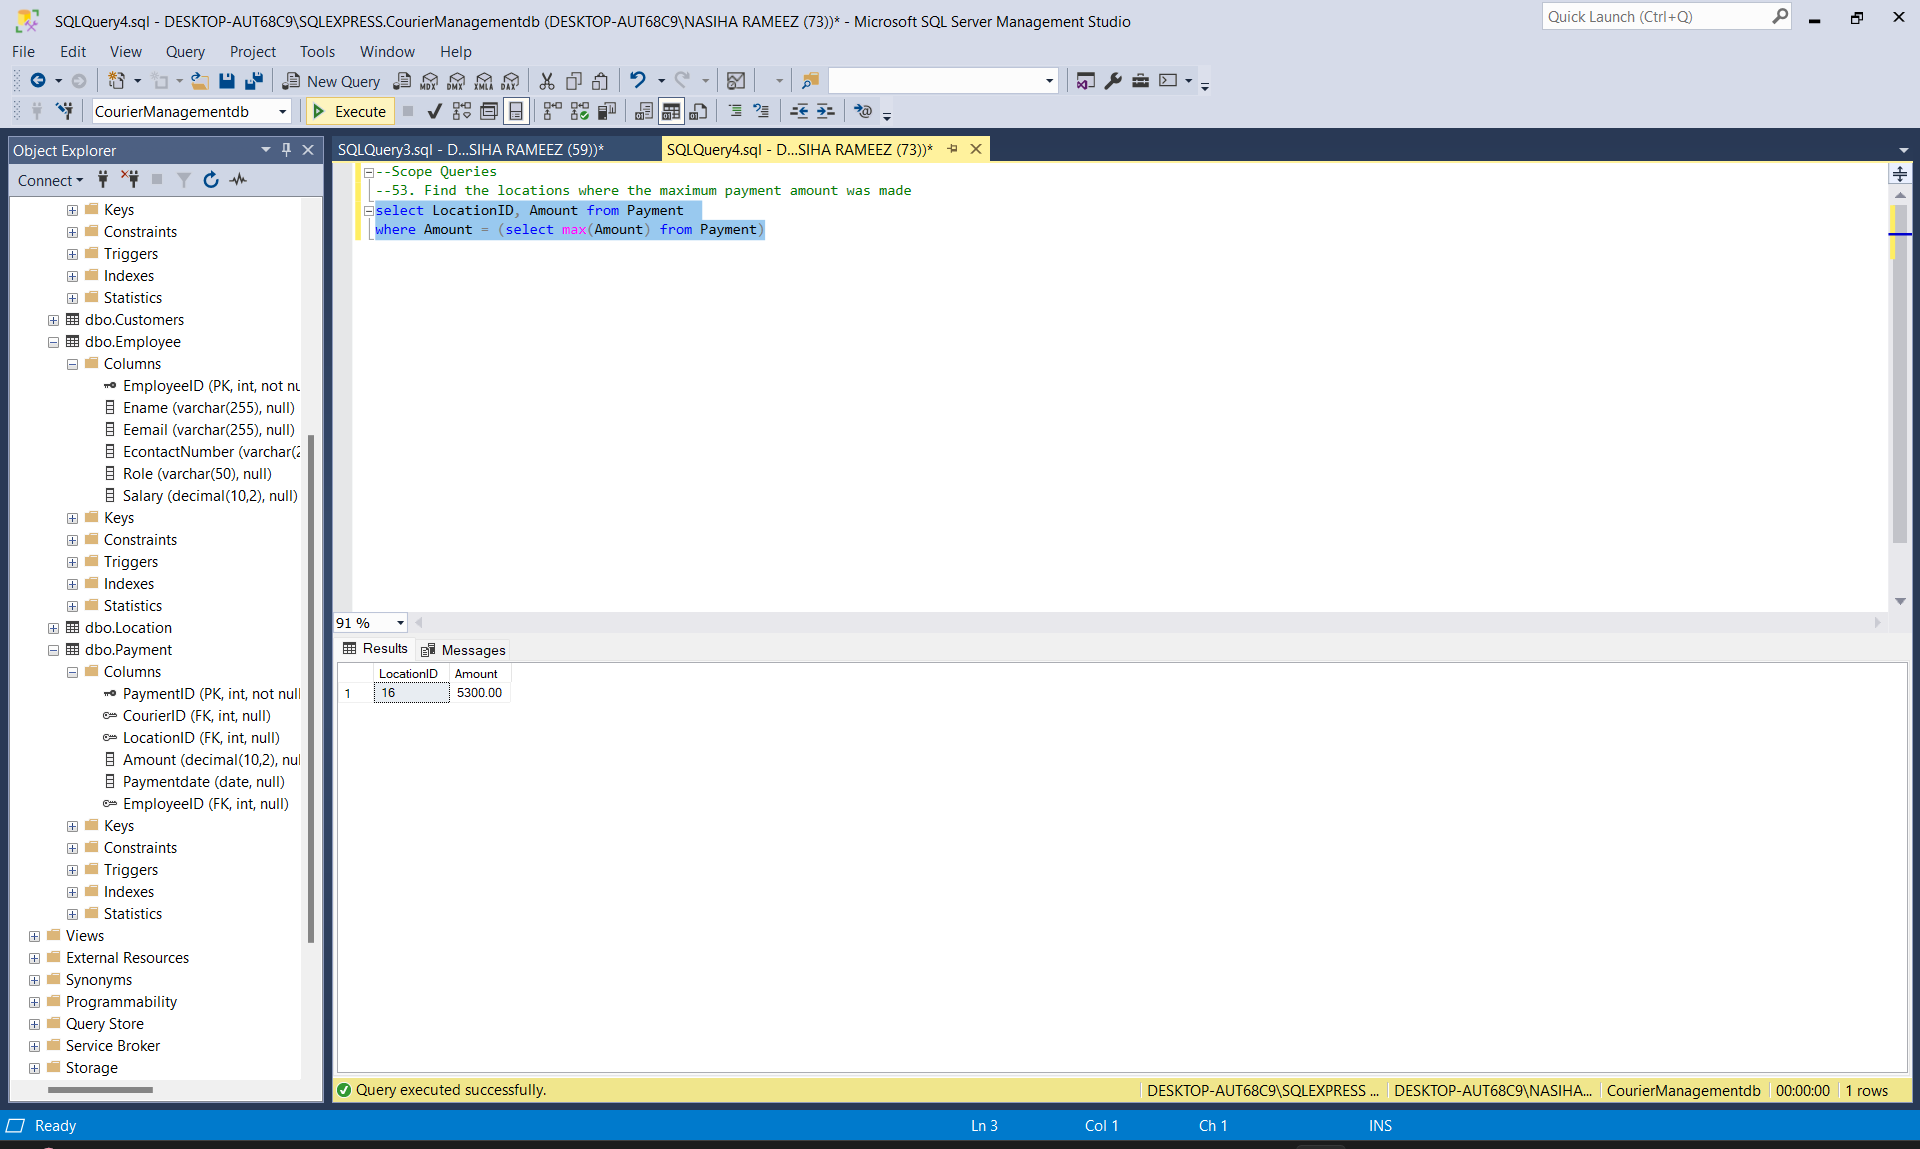 SQLQuery4.sql - DESKTOP-AUT68C9\SQLEXPRESS.CourierManagementdb (DESKTOP-AUT68C9\NASIHA RAMEEZ (73))* - Microsoft SQL Server Management Studio
Quick Launch (Ctrl+Q)
File Edit View Query Project Tools Window Help
New Query
MDX DMX XMLA DAX
CourierManagementdb
Execute
Object Explorer
Connect
Keys
Constraints
Triggers
Indexes
Statistics
dbo.Customers
dbo.Employee
Columns
EmployeeID (PK, int, not nu
Ename (varchar(255), null)
Eemail (varchar(255), null)
EcontactNumber (varchar(2
Role (varchar(50), null)
Salary (decimal(10,2), null)
Keys
Constraints
Triggers
Indexes
Statistics
dbo.Location
dbo.Payment
Columns
PaymentID (PK, int, not null
CourierID (FK, int, null)
LocationID (FK, int, null)
Amount (decimal(10,2), nul
Paymentdate (date, null)
EmployeeID (FK, int, null)
Keys
Constraints
Triggers
Indexes
Statistics
Views
External Resources
Synonyms
Programmability
Query Store
Service Broker
Storage
SQLQuery3.sql - D...SIHA RAMEEZ (59))*
SQLQuery4.sql - D...SIHA RAMEEZ (73))*
--Scope Queries
--53. Find the locations where the maximum payment amount was made
select LocationID, Amount from Payment
where Amount = (select max(Amount) from Payment)
91 %
Results Messages
LocationID Amount
1 16 5300.00
Query executed successfully.
DESKTOP-AUT68C9\SQLEXPRESS ... DESKTOP-AUT68C9\NASIHA... CourierManagementdb 00:00:00 1 rows
Ready Ln 3 Col 1 Ch 1 INS